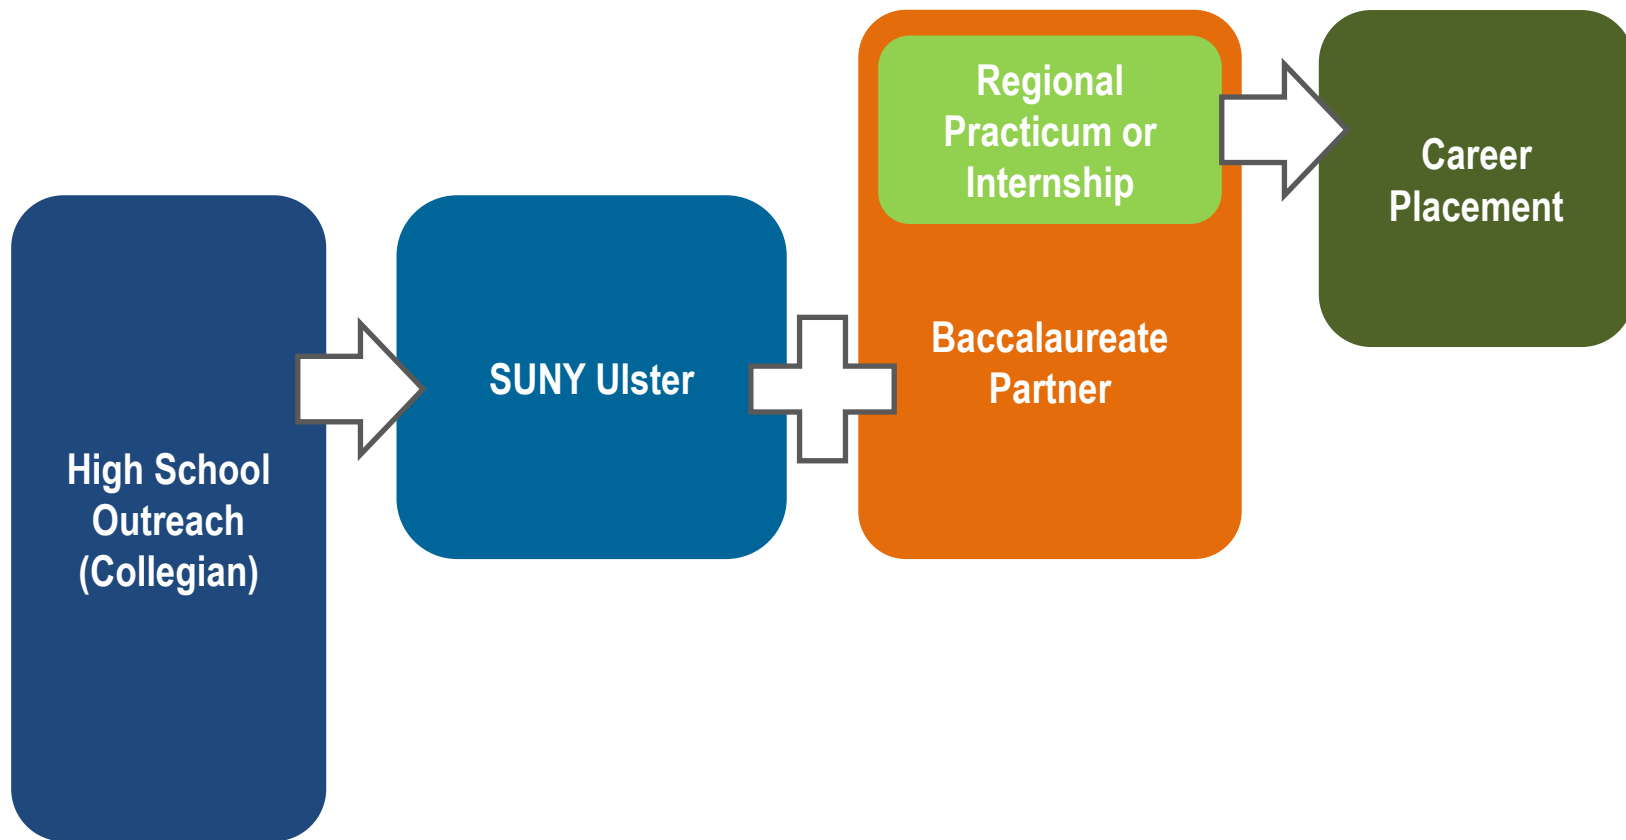 High School
Outreach
(Collegian)
SUNY Ulster
Regional
Practicum or
Internship
Baccalaureate
Partner
Career
Placement